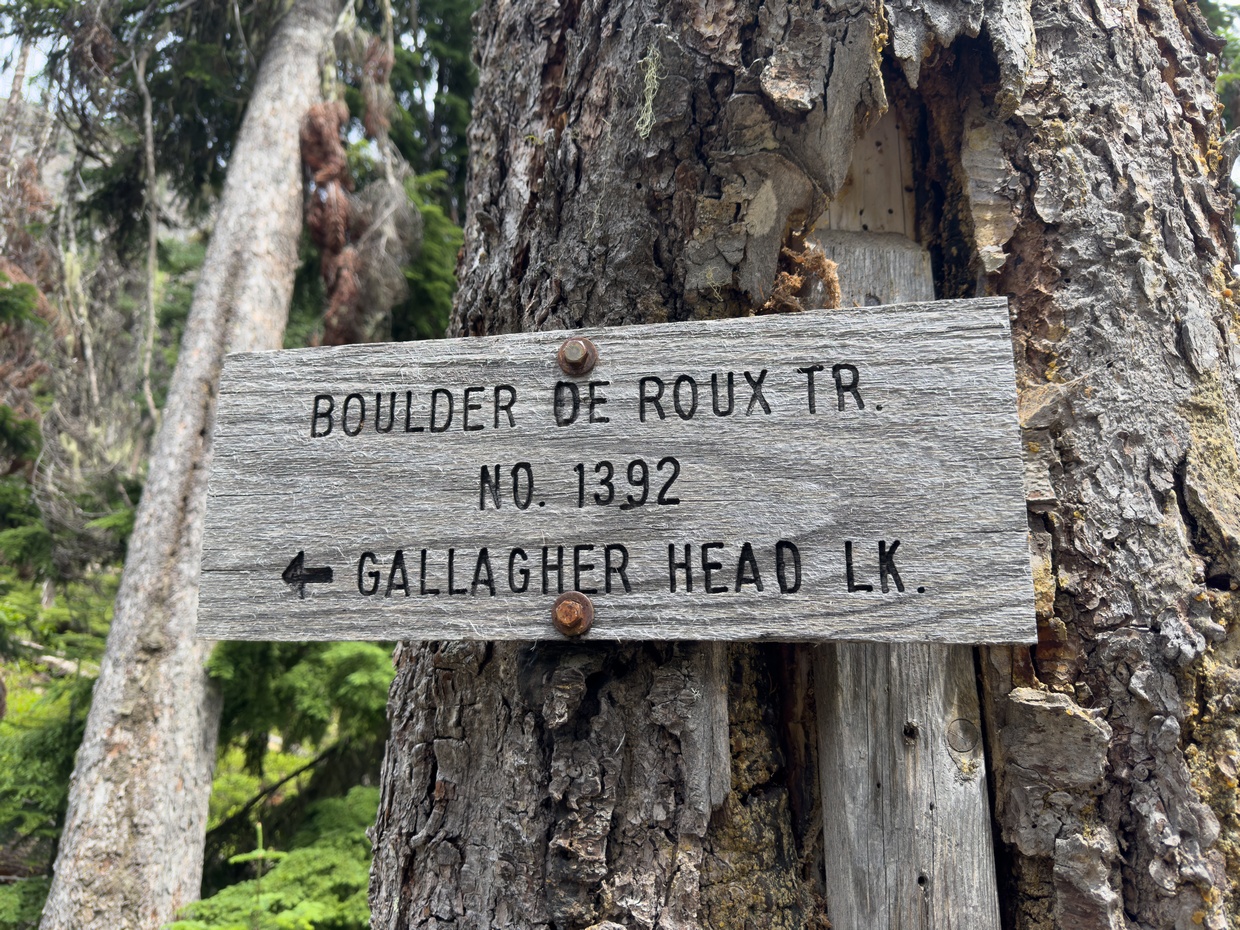 BOULDER DE ROUX TR.
NO. 1392
← GALLAGHER HEAD LK.